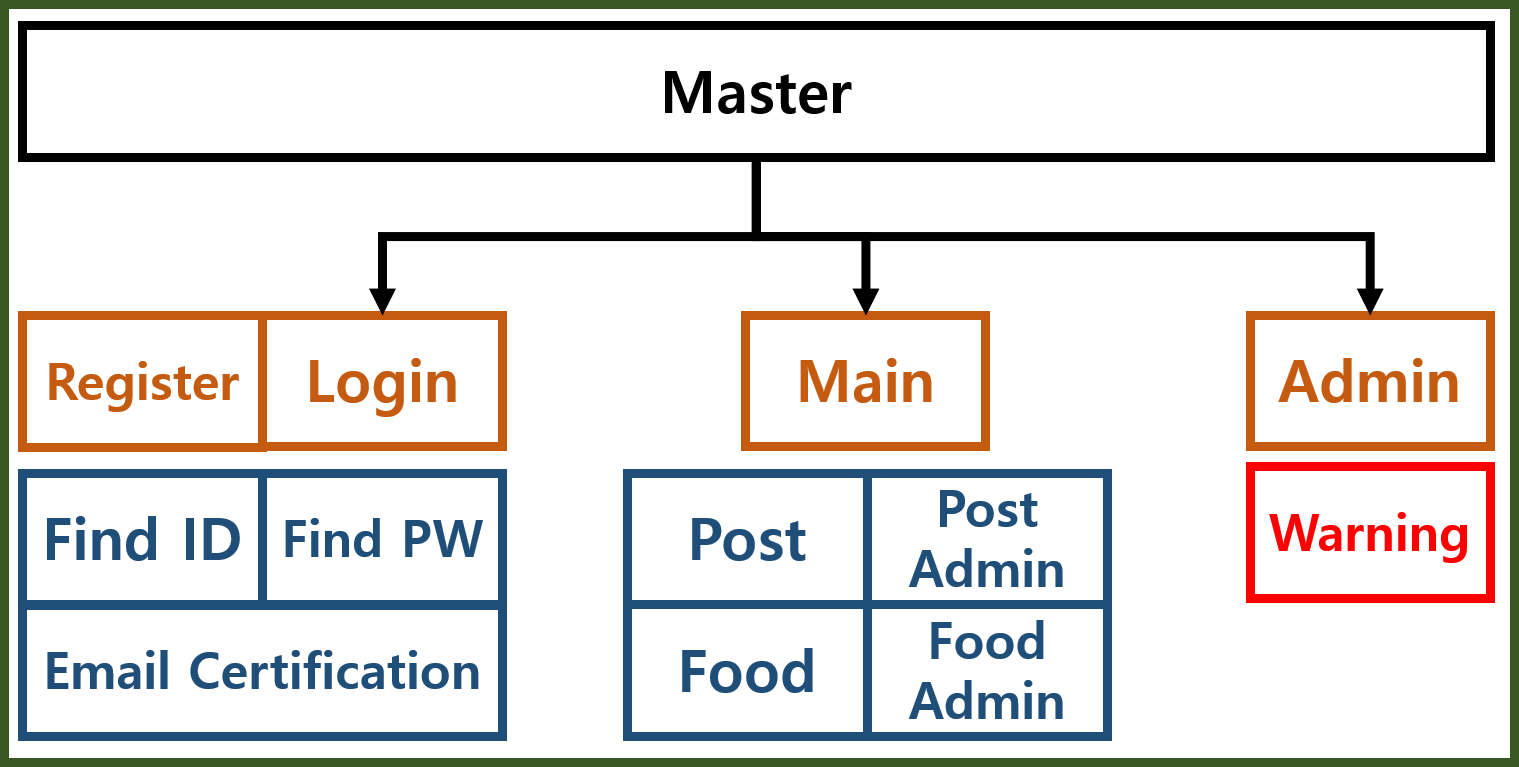 Master
Register
Login
Main
Admin
Find ID
Find PW
Email Certification
Post
Post
Admin
Food
Food
Admin
Warning